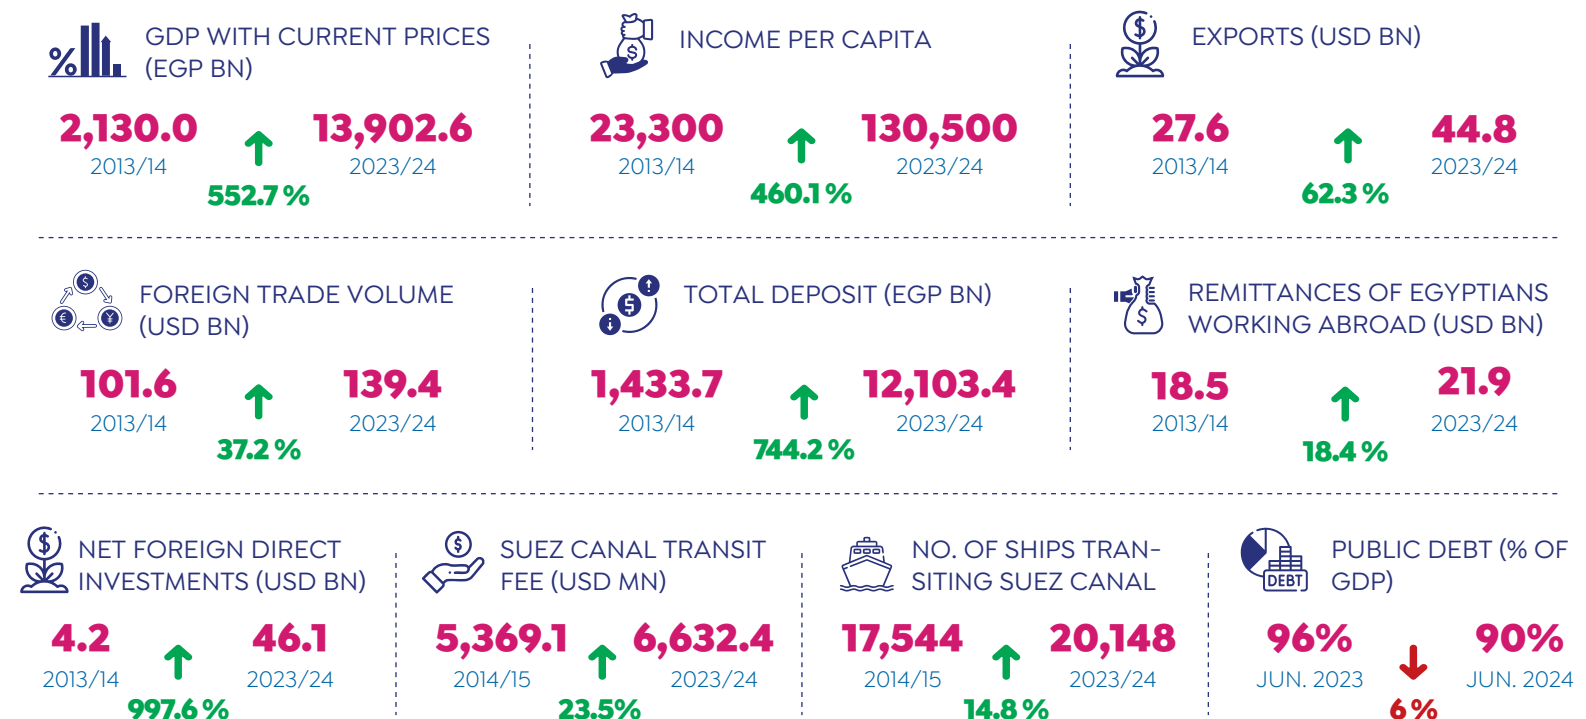 GDP WITH CURRENT PRICES
(EGP BN)
2,130.0
2013/14
552.7 %
13,902.6
2023/24
INCOME PER CAPITA
23,300
2013/14
460.1 %
130,500
2023/24
EXPORTS (USD BN)
27.6
2013/14
62.3 %
44.8
2023/24
FOREIGN TRADE VOLUME
(USD BN)
101.6
2013/14
37.2 %
139.4
2023/24
TOTAL DEPOSIT (EGP BN)
1,433.7
2013/14
744.2 %
12,103.4
2023/24
REMITTANCES OF EGYPTIANS
WORKING ABROAD (USD BN)
18.5
2013/14
18.4 %
21.9
2023/24
NET FOREIGN DIRECT
INVESTMENTS (USD BN)
4.2
2013/14
997.6 %
46.1
2023/24
SUEZ CANAL TRANSIT
FEE (USD MN)
5,369.1
2014/15
23.5%
6,632.4
2023/24
NO. OF SHIPS TRAN-
SITING SUEZ CANAL
17,544
2014/15
14.8 %
20,148
2023/24
DEBT
PUBLIC DEBT (% OF
GDP)
96%
JUN. 2023
6 %
90%
JUN. 2024